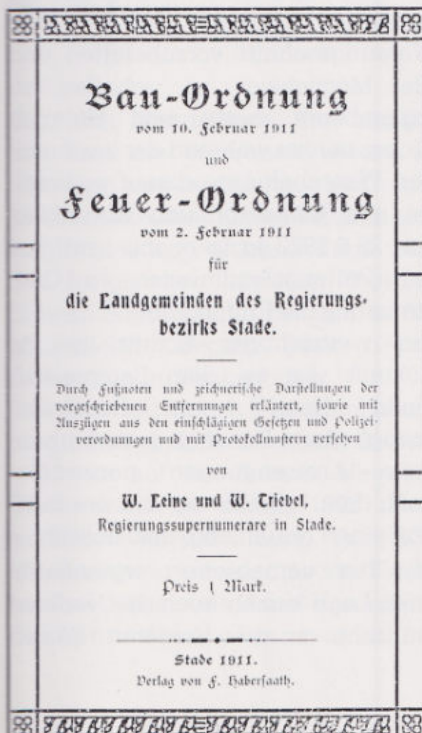 Bau-Ordnung
vom 10. Februar 1911
und
Feuer-Ordnung
vom 2. Februar 1911
für
die Landgemeinden des Regierungs-
bezirks Stade.
Durch Fußnoten und zeichnerische Darstellungen der
vorgeschriebenen Entfernungen erläutert, sowie mit
Auszügen aus den einschlägigen Gesetzen und Polizei-
verordnungen und mit Protokollmustern versehen
von
W. Leine und W. Triebel,
Regierungssupernumerare in Stade.
Preis 1 Mark.
Stade 1911.
Verlag von F. Habersaath.